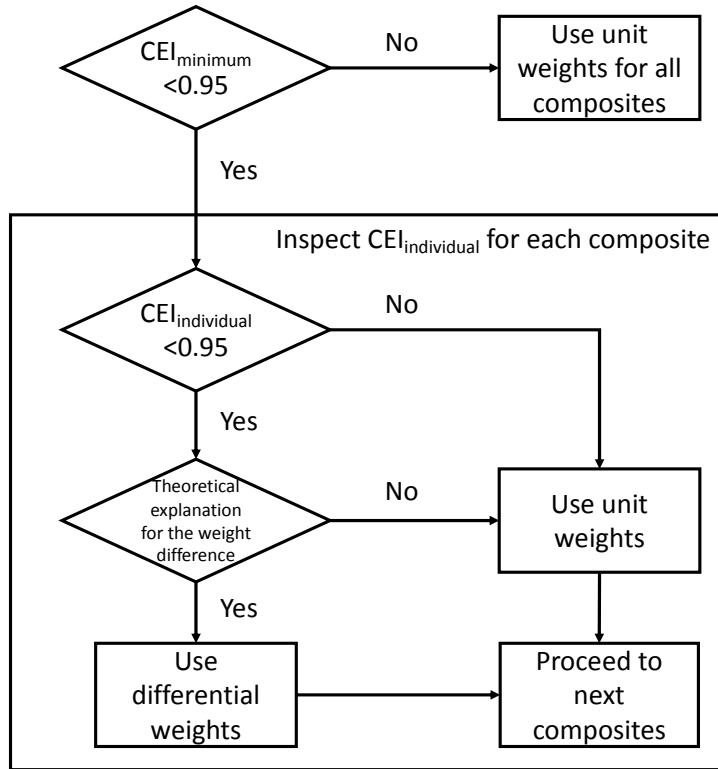 CEIminimum
<0.95
No
Use unit
weights for all
composites
Yes
Inspect CEIindividual for each composite
CEIindividual
<0.95
No
Yes
Theoretical
explanation
for the weight
difference
No
Use unit
weights
Yes
Use
differential
weights
Proceed to
next
composites